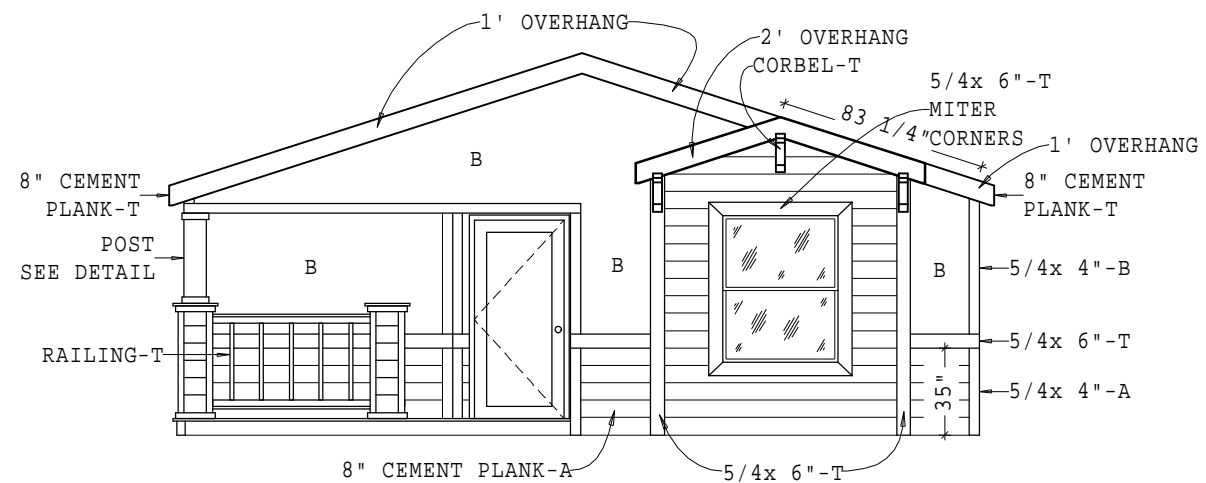 1' OVERHANG
2' OVERHANG
CORBEL-T
5/4x 6"-T
MITER
CORNERS
83 1/4"
1' OVERHANG
8" CEMENT
PLANK-T
8" CEMENT
PLANK-T
B
POST
SEE DETAIL
B
B
B
5/4x 4"-B
RAILING-T
5/4x 6"-T
35"
5/4x 4"-A
8" CEMENT PLANK-A
5/4x 6"-T